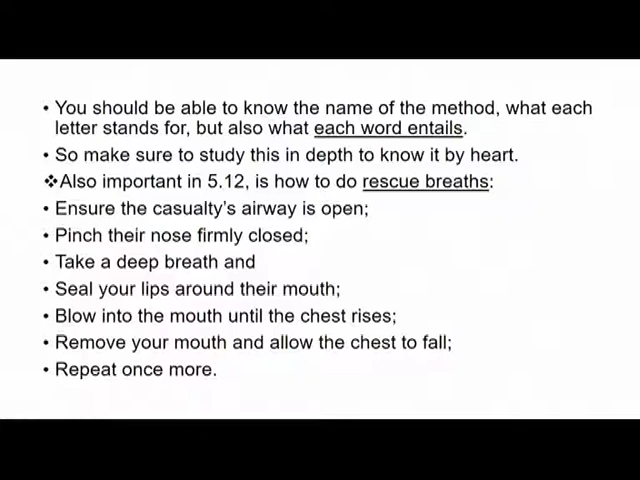 • You should be able to know the name of the method, what each
letter stands for, but also what each word entails.
• So make sure to study this in depth to know it by heart.
❖Also important in 5.12, is how to do rescue breaths:
• Ensure the casualty's airway is open;
• Pinch their nose firmly closed;
• Take a deep breath and
• Seal your lips around their mouth;
• Blow into the mouth until the chest rises;
• Remove your mouth and allow the chest to fall;
• Repeat once more.